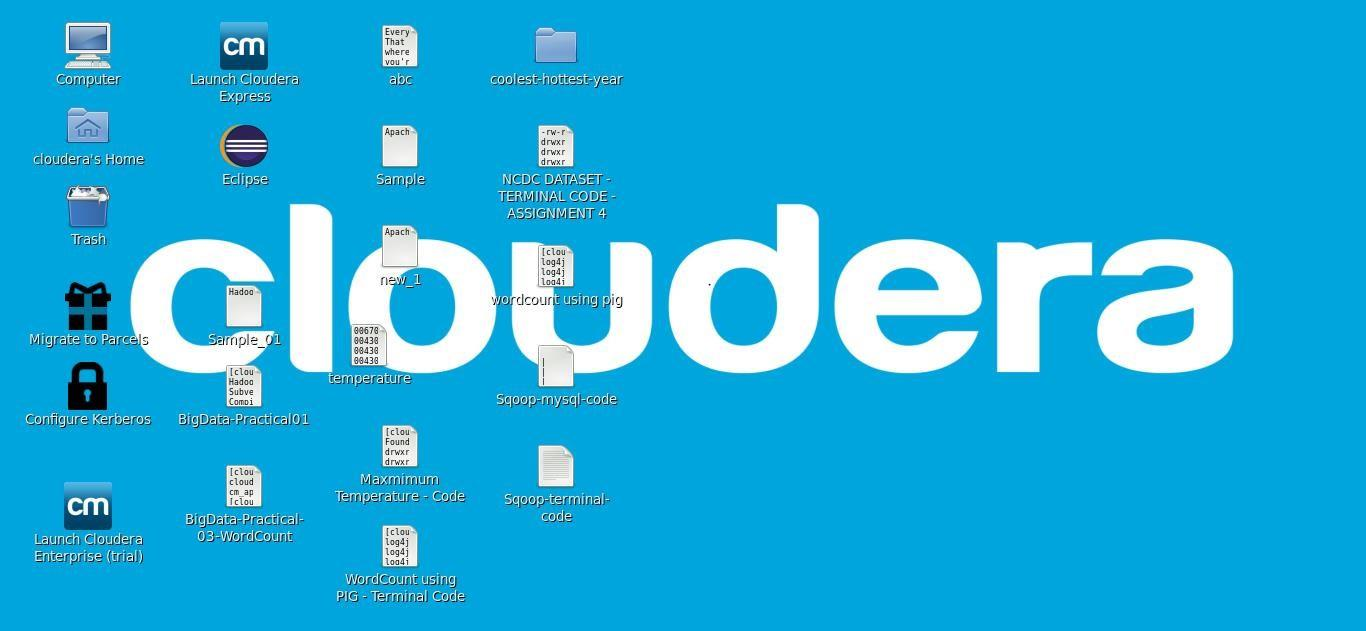 Computer
cloudera's Home
Trash
Migrate to Parcels
Configure Kerberos
cm
Launch Cloudera
Enterprise (trial)
cm
Launch Cloudera
Express
Eclipse
Hadoo
Sample_01
[clou
Hadoo
Subve
Compi
BigData-Practical01
[clou
cloud
cm_ap
[clou
BigData-Practical-
03-WordCount
Every
That
where
you'r
abc
Apach
Sample
Apach
new_1
00670
00430
00430
00430
temperature
[clou
Found
drwxr
drwxr
Maxmimum
Temperature - Code
[clou
log4j
log4j
log4j
WordCount using
PIG - Terminal Code
coolest-hottest-year
-rw-r
drwxr
drwxr
drwxr
NCDC DATASET -
TERMINAL CODE -
ASSIGNMENT 4
[clou
log4j
log4j
log4j
wordcount using pig
Sqoop-mysql-code
Sqoop-terminal-
code
cloudera